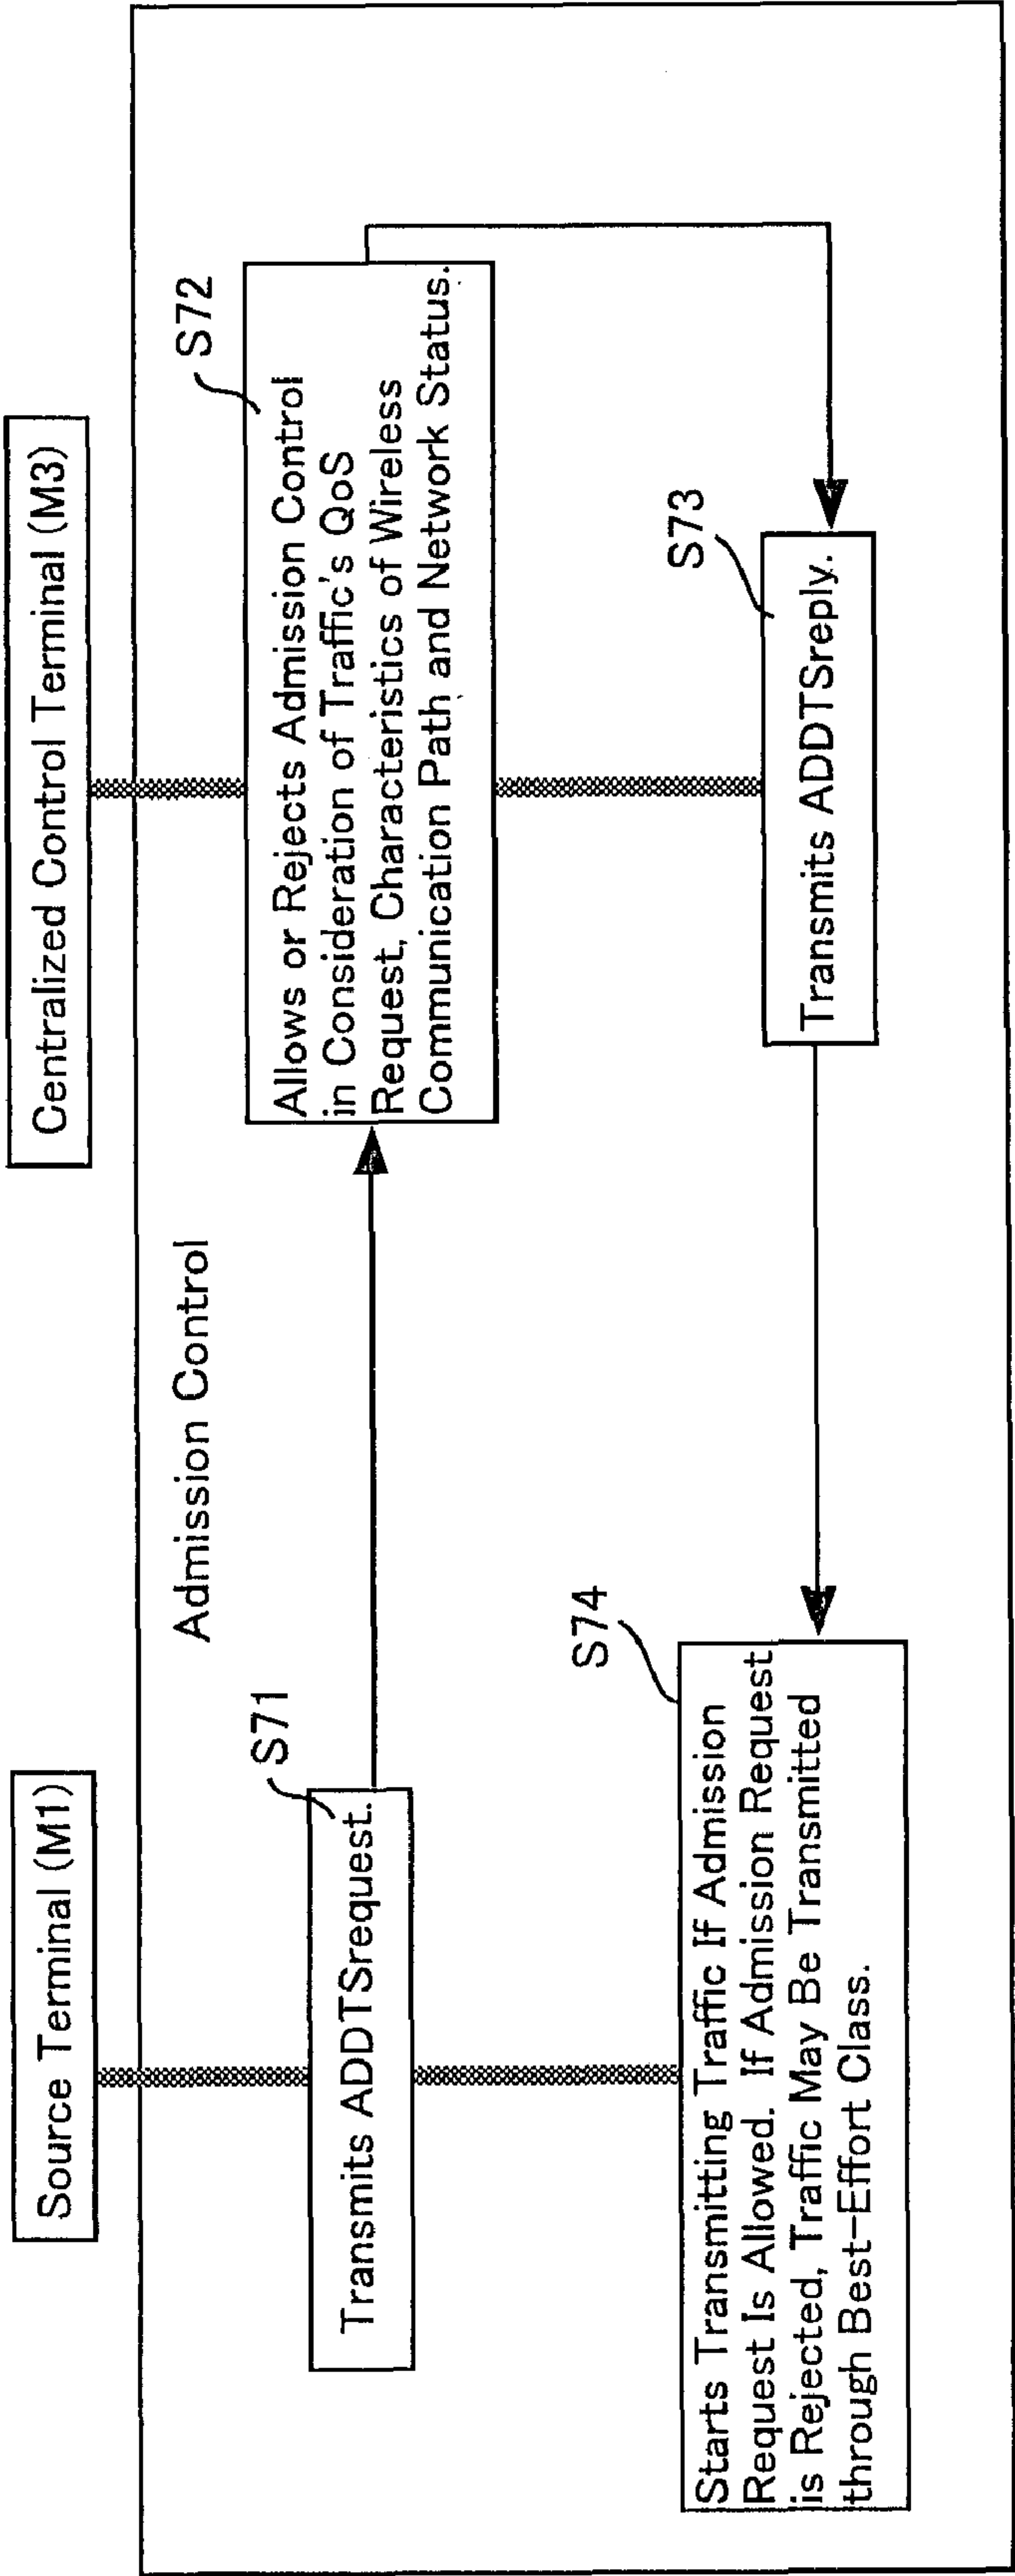 Source Terminal (M1)
Centralized Control Terminal (M3)
Admission Control
S71
Transmits ADDTSrequest.
S72
Allows or Rejects Admission Control
in Consideration of Traffic's QoS
Request, Characteristics of Wireless
Communication Path and Network Status.
S73
Transmits ADDTSreply.
S74
Starts Transmitting Traffic If Admission
Request Is Allowed. If Admission Request
is Rejected, Traffic May Be Transmitted
through Best-Effort Class.